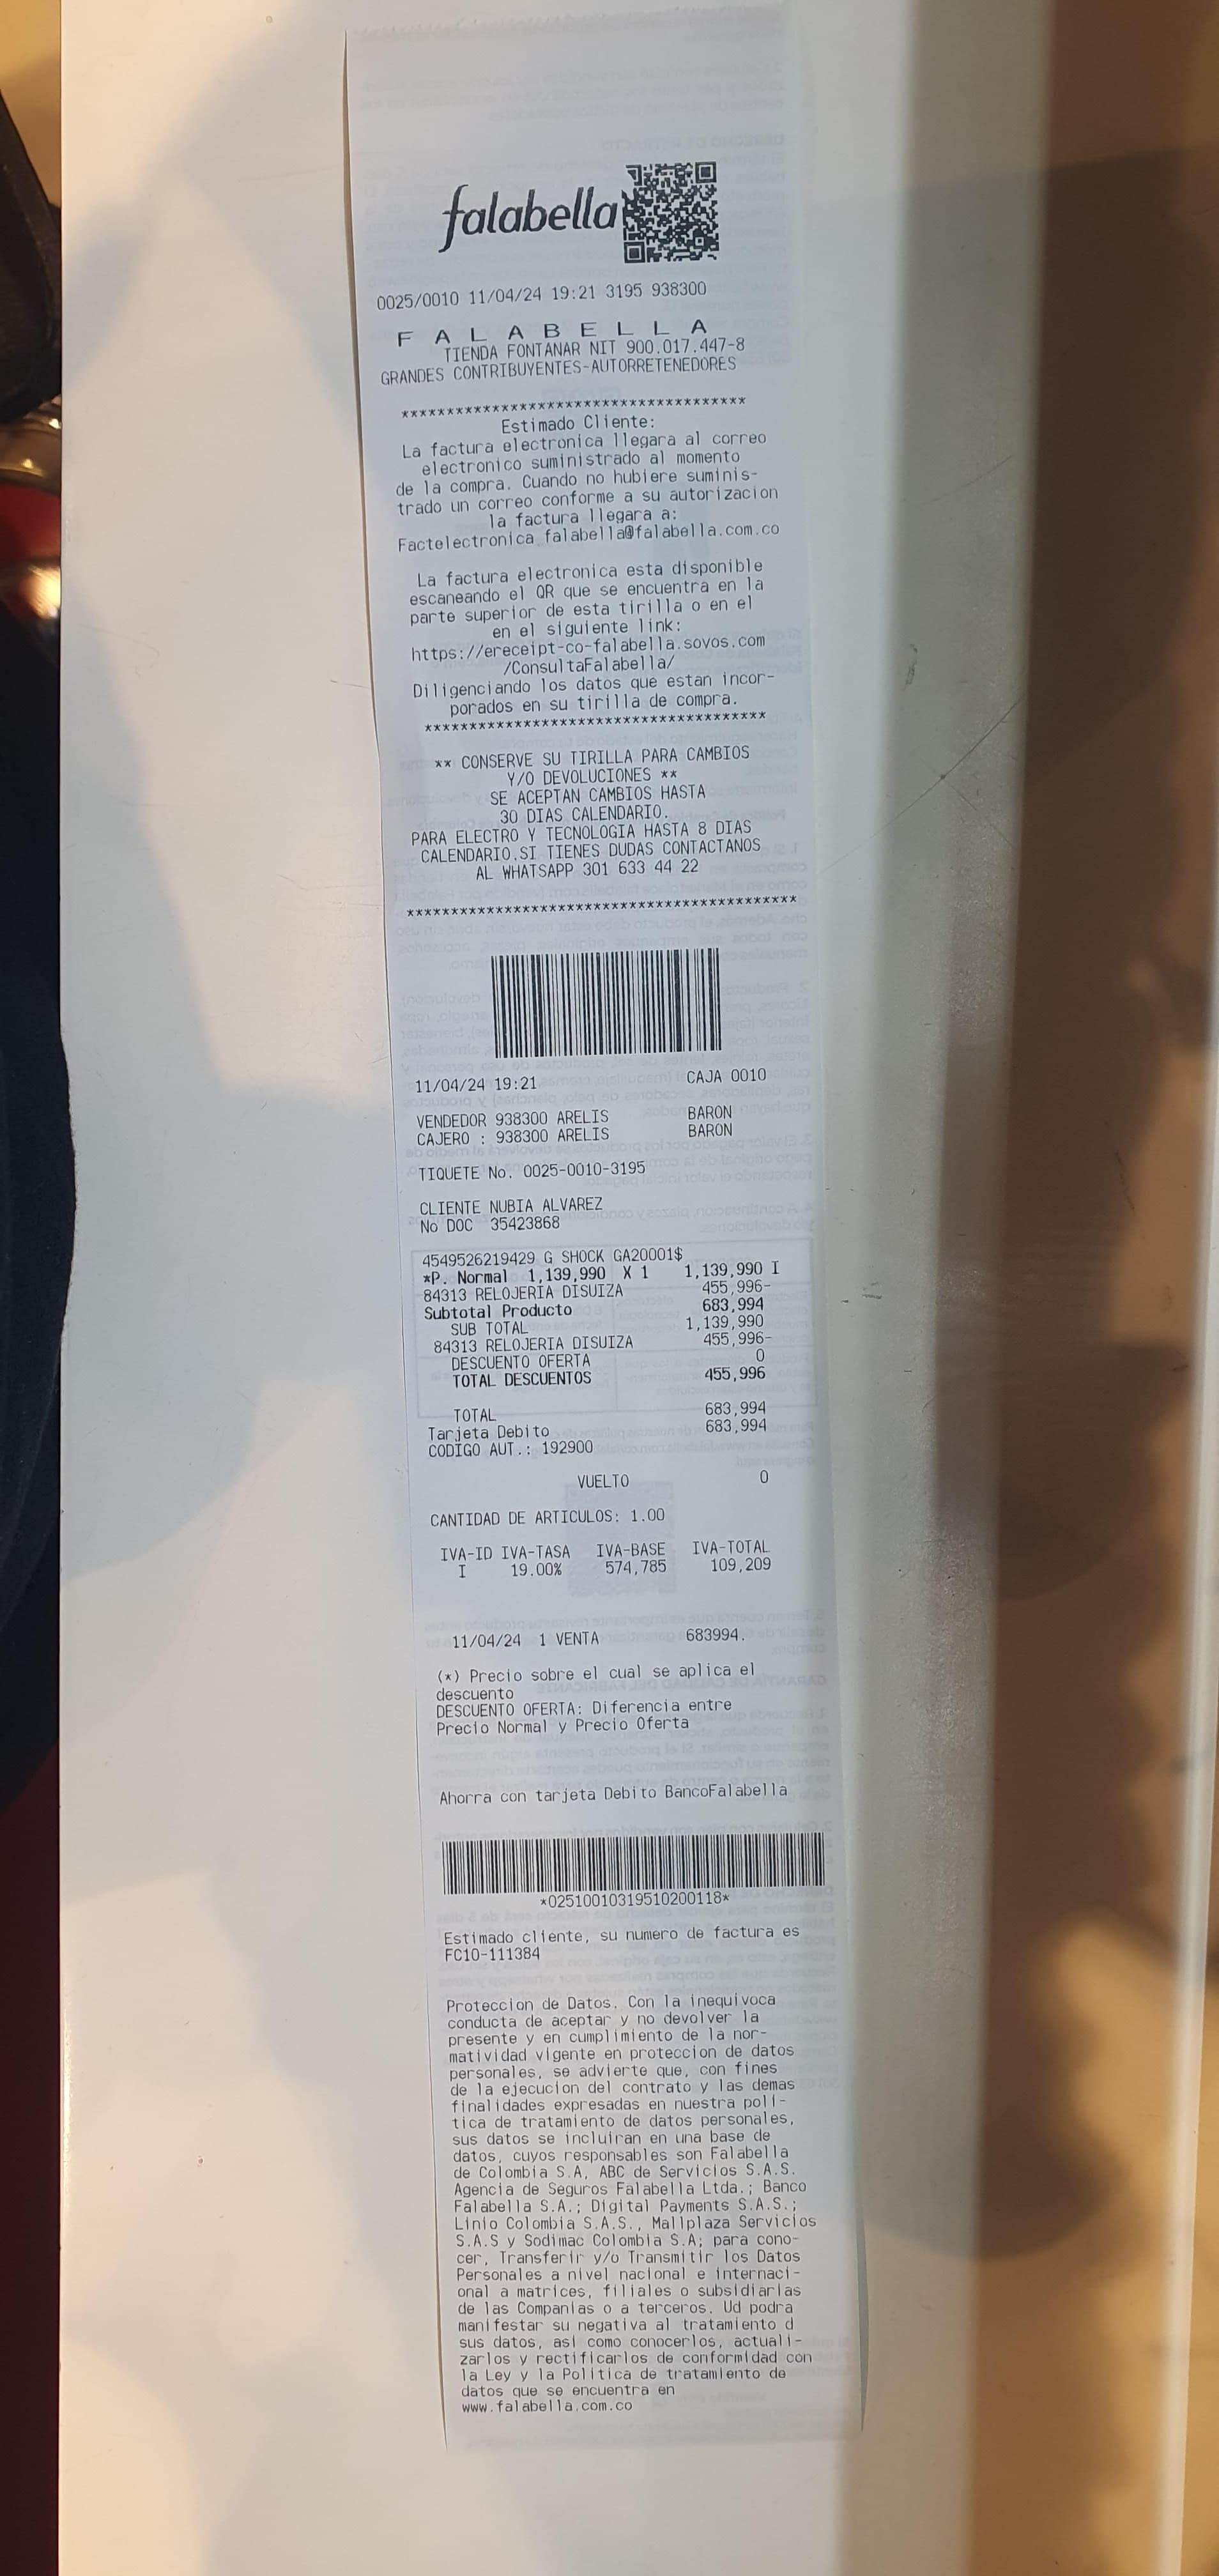 falabella
0025/0010 11/04/24 19:21 3195 938300
F A L A B E L L A
TIENDA FONTANAR NIT 900.017.447-8
GRANDES CONTRIBUYENTES-AUTORRETENEDORES
**************************************
Estimado Cliente:
La factura electronica llegara al correo
electronico suministrado al momento
de la compra. Cuando no hubiere suminis-
trado un correo conforme a su autorizacion
la factura llegara a:
Factelectronica_falabella@falabella.com.co
La factura electronica esta disponible
escaneando el QR que se encuentra en la
parte superior de esta tirilla o en el
en el siguiente link:
https://ereceipt-co-falabella.sovos.com
/ConsultaFalabella/
Diligenciando los datos que estan incor-
porados en su tirilla de compra.
**************************************
** CONSERVE SU TIRILLA PARA CAMBIOS
Y/O DEVOLUCIONES **
SE ACEPTAN CAMBIOS HASTA
30 DIAS CALENDARIO.
PARA ELECTRO Y TECNOLOGIA HASTA 8 DIAS
CALENDARIO.SI TIENES DUDAS CONTACTANOS
AL WHATSAPP 301 633 44 22
*******************************************
11/04/24 19:21 CAJA 0010
VENDEDOR 938300 ARELIS BARON
CAJERO : 938300 ARELIS BARON
TIQUETE No. 0025-0010-3195
CLIENTE NUBIA ALVAREZ
No DOC 35423868
4549526219429 G SHOCK GA20001$
*P. Normal 1,139,990 X 1 1,139,990 I
84313 RELOJERIA DISUIZA 455,996-
Subtotal Producto 683,994
SUB TOTAL 1,139,990
84313 RELOJERIA DISUIZA 455,996-
DESCUENTO OFERTA 0
TOTAL DESCUENTOS 455,996
TOTAL 683,994
Tarjeta Debito 683,994
CODIGO AUT.: 192900
VUELTO 0
CANTIDAD DE ARTICULOS: 1.00
IVA-ID IVA-TASA IVA-BASE IVA-TOTAL
I 19.00% 574,785 109,209
11/04/24 1 VENTA 683994.
(*) Precio sobre el cual se aplica el
descuento
DESCUENTO OFERTA: Diferencia entre
Precio Normal y Precio Oferta
Ahorra con tarjeta Debito BancoFalabella
*02510010319510200118*
Estimado cliente, su numero de factura es
FC10-111384
Proteccion de Datos. Con la inequivoca
conducta de aceptar y no devolver la
presente y en cumplimiento de la nor-
matividad vigente en proteccion de datos
personales, se advierte que, con fines
de la ejecucion del contrato y las demas
finalidades expresadas en nuestra poli-
tica de tratamiento de datos personales,
sus datos se incluiran en una base de
datos, cuyos responsables son Falabella
de Colombia S.A, ABC de Servicios S.A.S.
Agencia de Seguros Falabella Ltda.; Banco
Falabella S.A.; Digital Payments S.A.S.;
Linio Colombia S.A.S., Mallplaza Servicios
S.A.S y Sodimac Colombia S.A; para cono-
cer, Transferir y/o Transmitir los Datos
Personales a nivel nacional e internaci-
onal a matrices, filiales o subsidiarias
de las Companias o a terceros. Ud podra
manifestar su negativa al tratamiento d
sus datos, asi como conocerlos, actuali-
zarlos y rectificarlos de conformidad con
la Ley y la Politica de tratamiento de
datos que se encuentra en
www.falabella.com.co